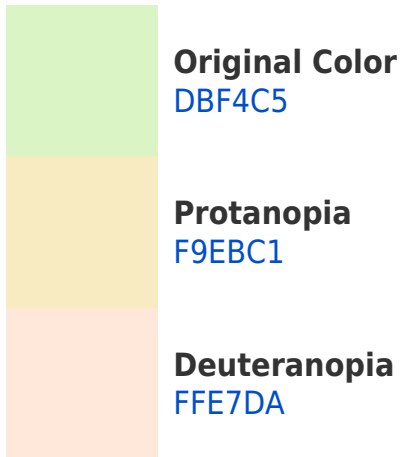 Original Color
DBF4C5
Protanopia
F9EBC1
Deuteranopia
FFE7DA